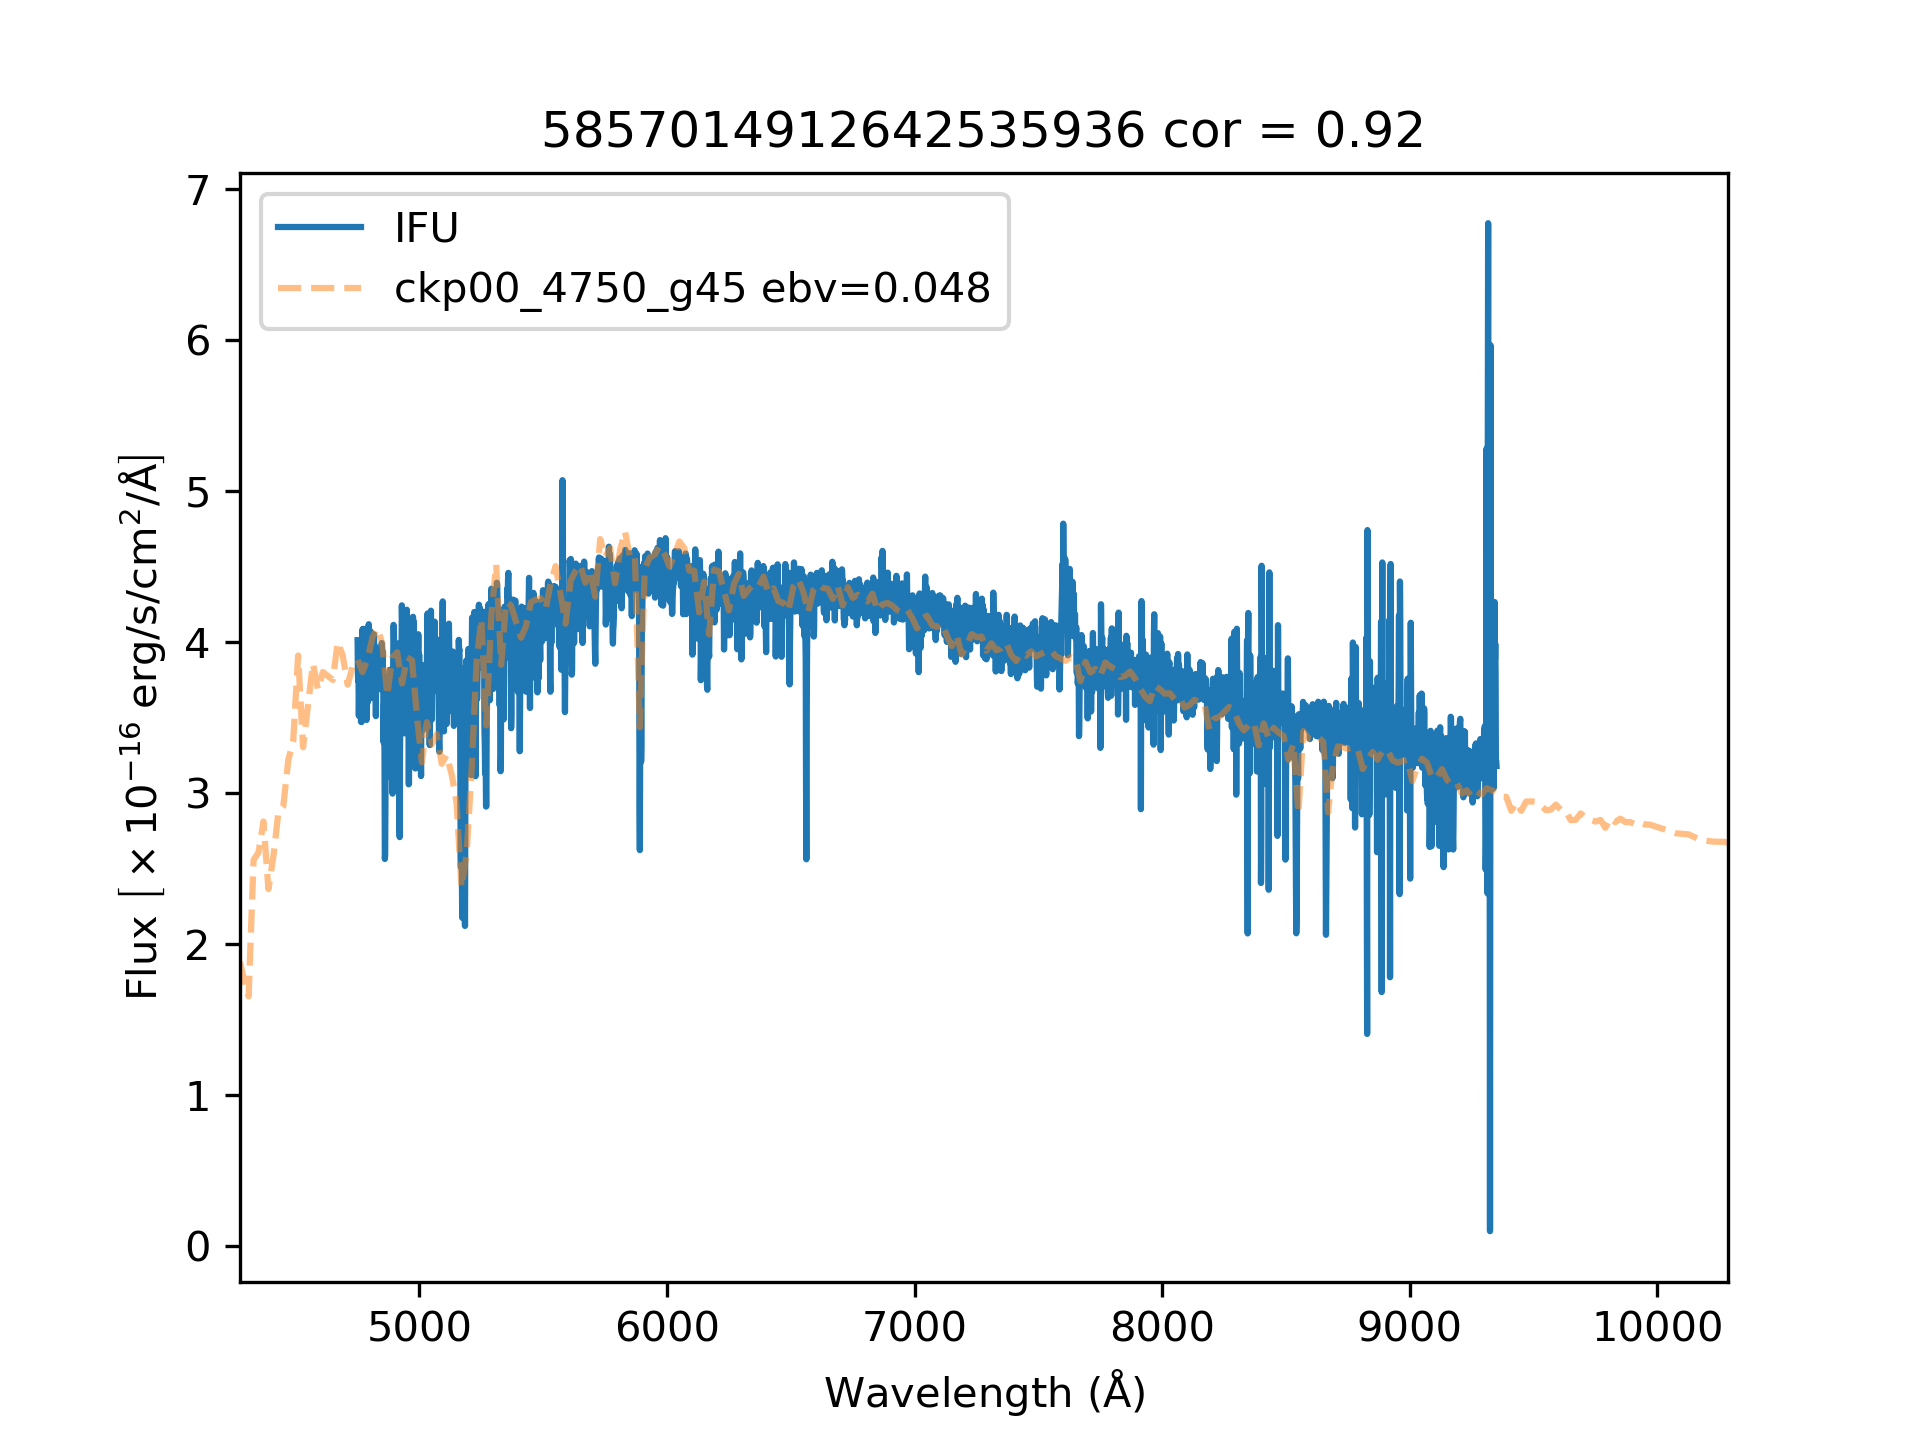 5857014912642535936 cor = 0.92
IFU
ckp00_4750_g45 ebv=0.048
7
6
5
4
3
2
1
0
Flux [× 10⁻¹⁶ erg/s/cm²/Å]
5000 6000 7000 8000 9000 10000
Wavelength (Å)